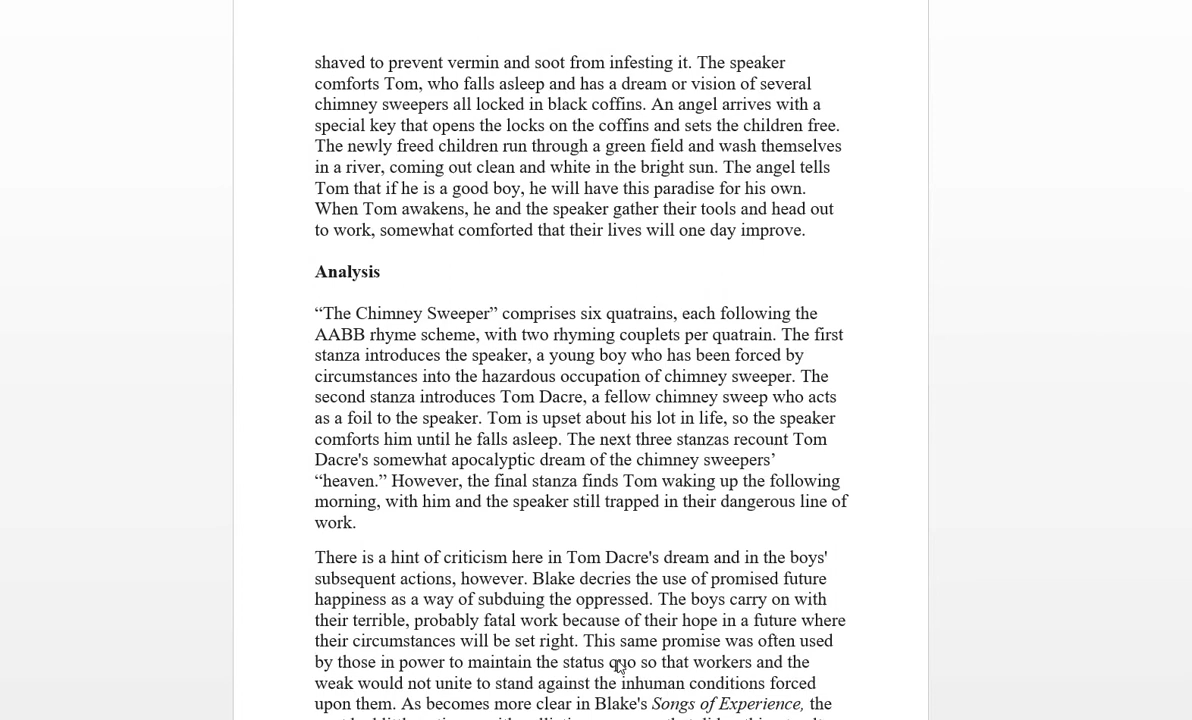 shaved to prevent vermin and soot from infesting it. The speaker
comforts Tom, who falls asleep and has a dream or vision of several
chimney sweepers all locked in black coffins. An angel arrives with a
special key that opens the locks on the coffins and sets the children free.
The newly freed children run through a green field and wash themselves
in a river, coming out clean and white in the bright sun. The angel tells
Tom that if he is a good boy, he will have this paradise for his own.
When Tom awakens, he and the speaker gather their tools and head out
to work, somewhat comforted that their lives will one day improve.
Analysis
“The Chimney Sweeper” comprises six quatrains, each following the
AABB rhyme scheme, with two rhyming couplets per quatrain. The first
stanza introduces the speaker, a young boy who has been forced by
circumstances into the hazardous occupation of chimney sweeper. The
second stanza introduces Tom Dacre, a fellow chimney sweep who acts
as a foil to the speaker. Tom is upset about his lot in life, so the speaker
comforts him until he falls asleep. The next three stanzas recount Tom
Dacre's somewhat apocalyptic dream of the chimney sweepers’
“heaven.” However, the final stanza finds Tom waking up the following
morning, with him and the speaker still trapped in their dangerous line of
work.
There is a hint of criticism here in Tom Dacre's dream and in the boys'
subsequent actions, however. Blake decries the use of promised future
happiness as a way of subduing the oppressed. The boys carry on with
their terrible, probably fatal work because of their hope in a future where
their circumstances will be set right. This same promise was often used
by those in power to maintain the status quo so that workers and the
weak would not unite to stand against the inhuman conditions forced
upon them. As becomes more clear in Blake's Songs of Experience, the